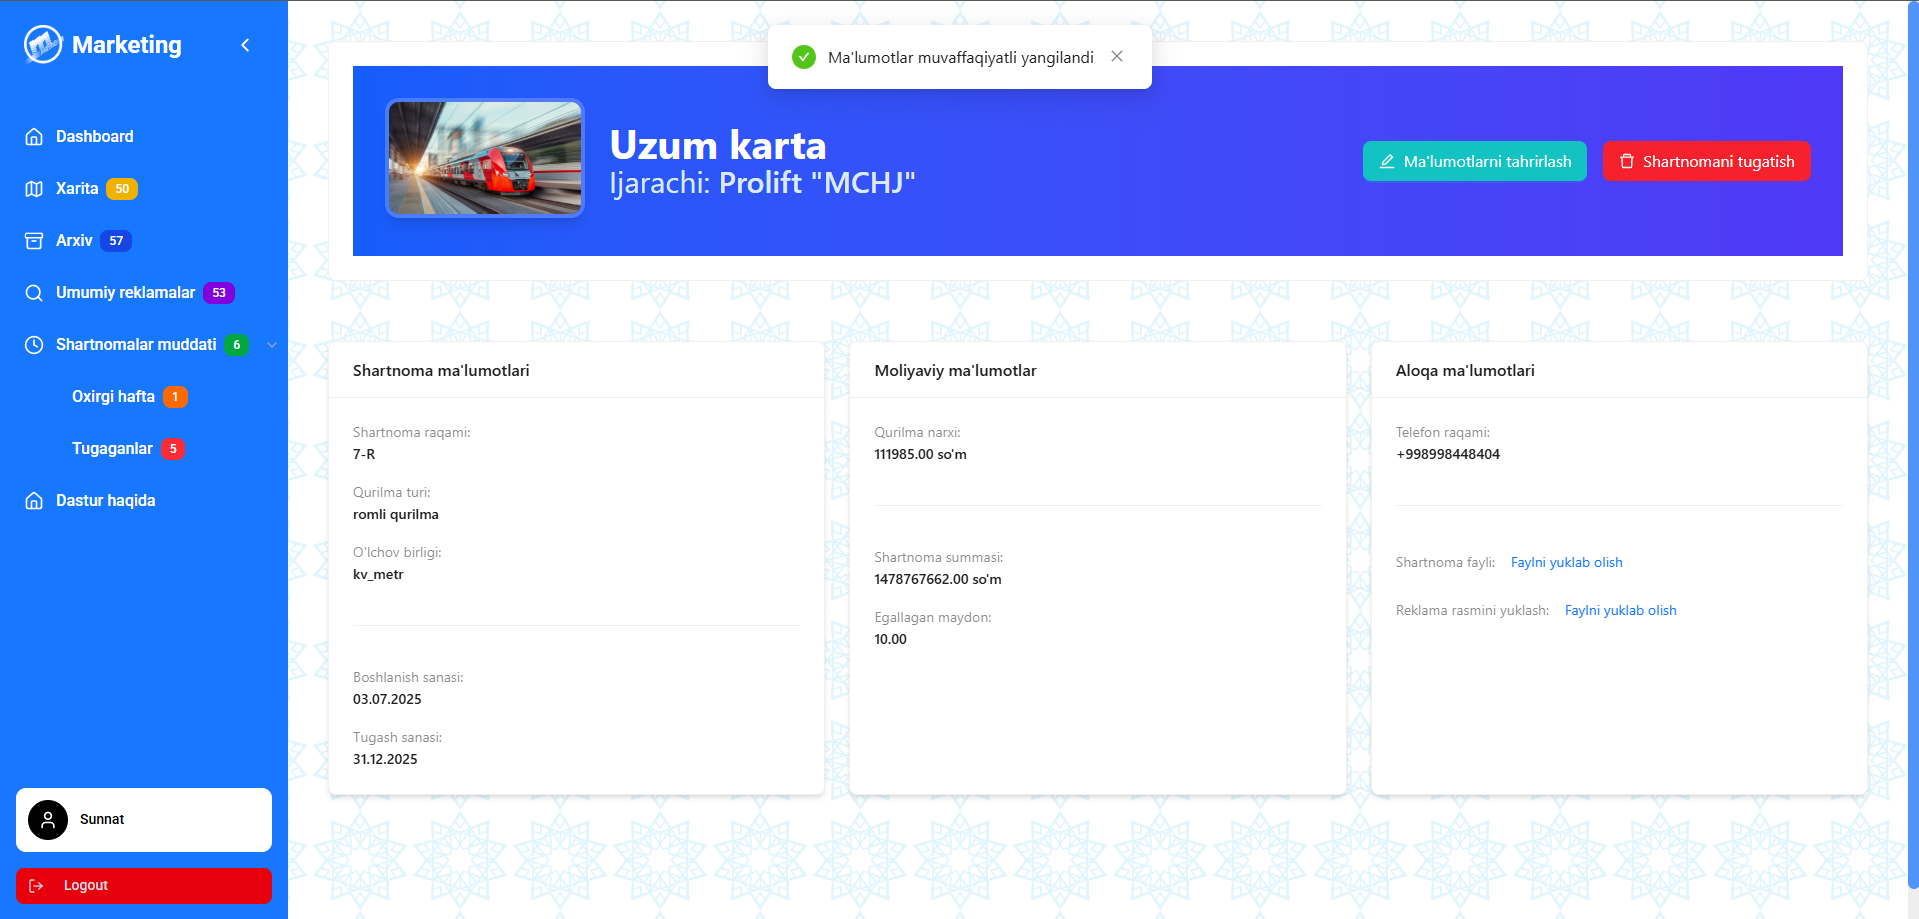 Marketing
Dashboard
Xarita 50
Arxiv 57
Umumiy reklamalar 53
Shartnomalar muddati 6
Oxirgi hafta 1
Tugaganlar 5
Dastur haqida
Sunnat
Logout
Ma'lumotlar muvaffaqiyatli yangilandi
Uzum karta
Ijarachi: Prolift "MCHJ"
Ma'lumotlarni tahrirlash
Shartnomani tugatish
Shartnoma ma'lumotlari
Shartnoma raqami:
7-R
Qurilma turi:
romli qurilma
O'lchov birligi:
kv_metr
Boshlanish sanasi:
03.07.2025
Tugash sanasi:
31.12.2025
Moliyaviy ma'lumotlar
Qurilma narxi:
111985.00 so'm
Shartnoma summasi:
1478767662.00 so'm
Egallagan maydon:
10.00
Aloqa ma'lumotlari
Telefon raqami:
+998998448404
Shartnoma fayli: Faylni yuklab olish
Reklama rasmini yuklash: Faylni yuklab olish